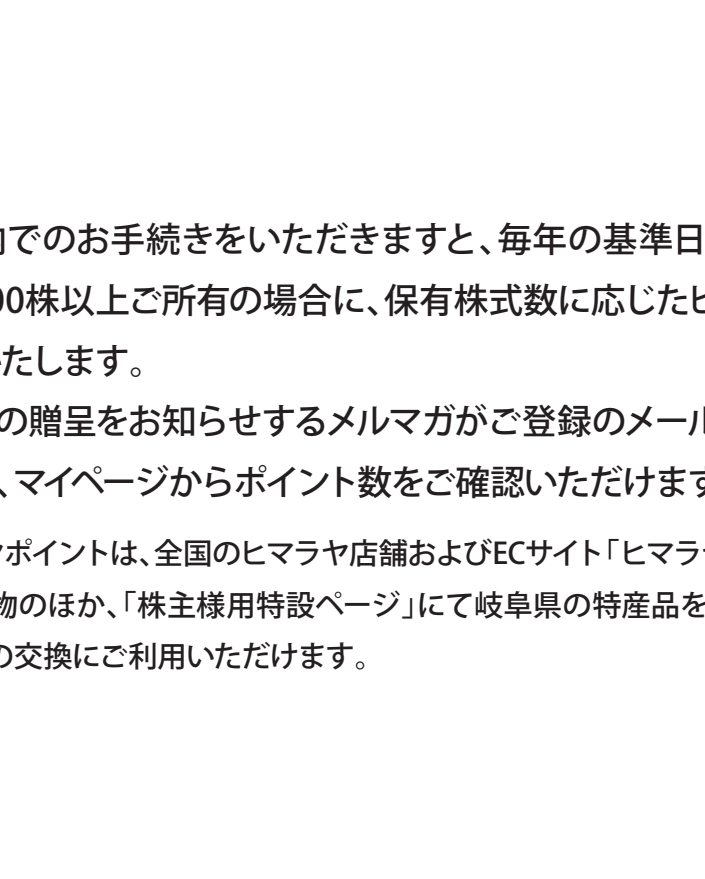 でのお手続きをいただきますと、毎年の基準日
00株以上ご所有の場合に、保有株式数に応じた
たします。
の贈呈をお知らせするメルマガがご登録のメール
、マイページからポイント数をご確認いただけます
ポイントは、全国のヒマラヤ店舗およびECサイト「ヒマラ
物のほか、「株主様用特設ページ」にて岐阜県の特産品を
の交換にご利用いただけます。